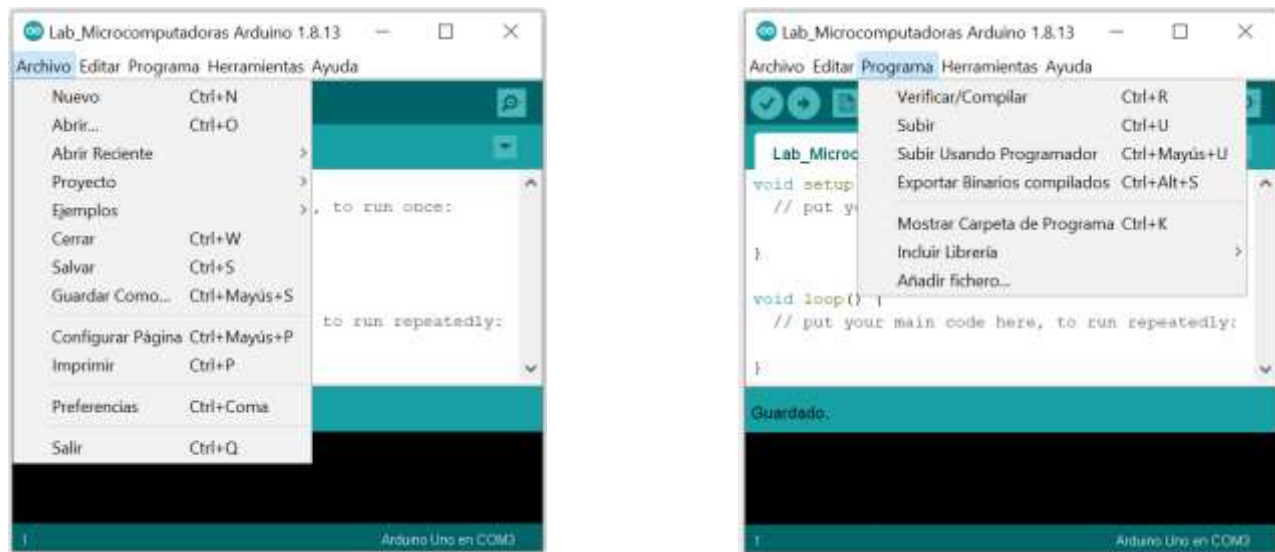 Lab_Microcomputadoras Arduino 1.8.13
Archivo Editar Programa Herramientas Ayuda
Nuevo Ctrl+N
Abrir... Ctrl+O
Abrir Reciente
Proyecto
Ejemplos
Cerrar Ctrl+W
Salvar Ctrl+S
Guardar Como... Ctrl+Mayús+S
Configurar Página Ctrl+Mayús+P
Imprimir Ctrl+P
Preferencias Ctrl+Coma
Salir Ctrl+Q
, to run once:
to run repeatedly:
1 Arduino Uno en COM3
Lab_Microcomputadoras Arduino 1.8.13
Archivo Editar Programa Herramientas Ayuda
Verificar/Compilar Ctrl+R
Subir Ctrl+U
Subir Usando Programador Ctrl+Mayús+U
Exportar Binarios compilados Ctrl+Alt+S
Mostrar Carpeta de Programa Ctrl+K
Incluir Librería
Añadir fichero...
Lab_Microc
void setup
// put yo
}
void loop() {
// put your main code here, to run repeatedly:
}
Guardado.
1 Arduino Uno en COM3